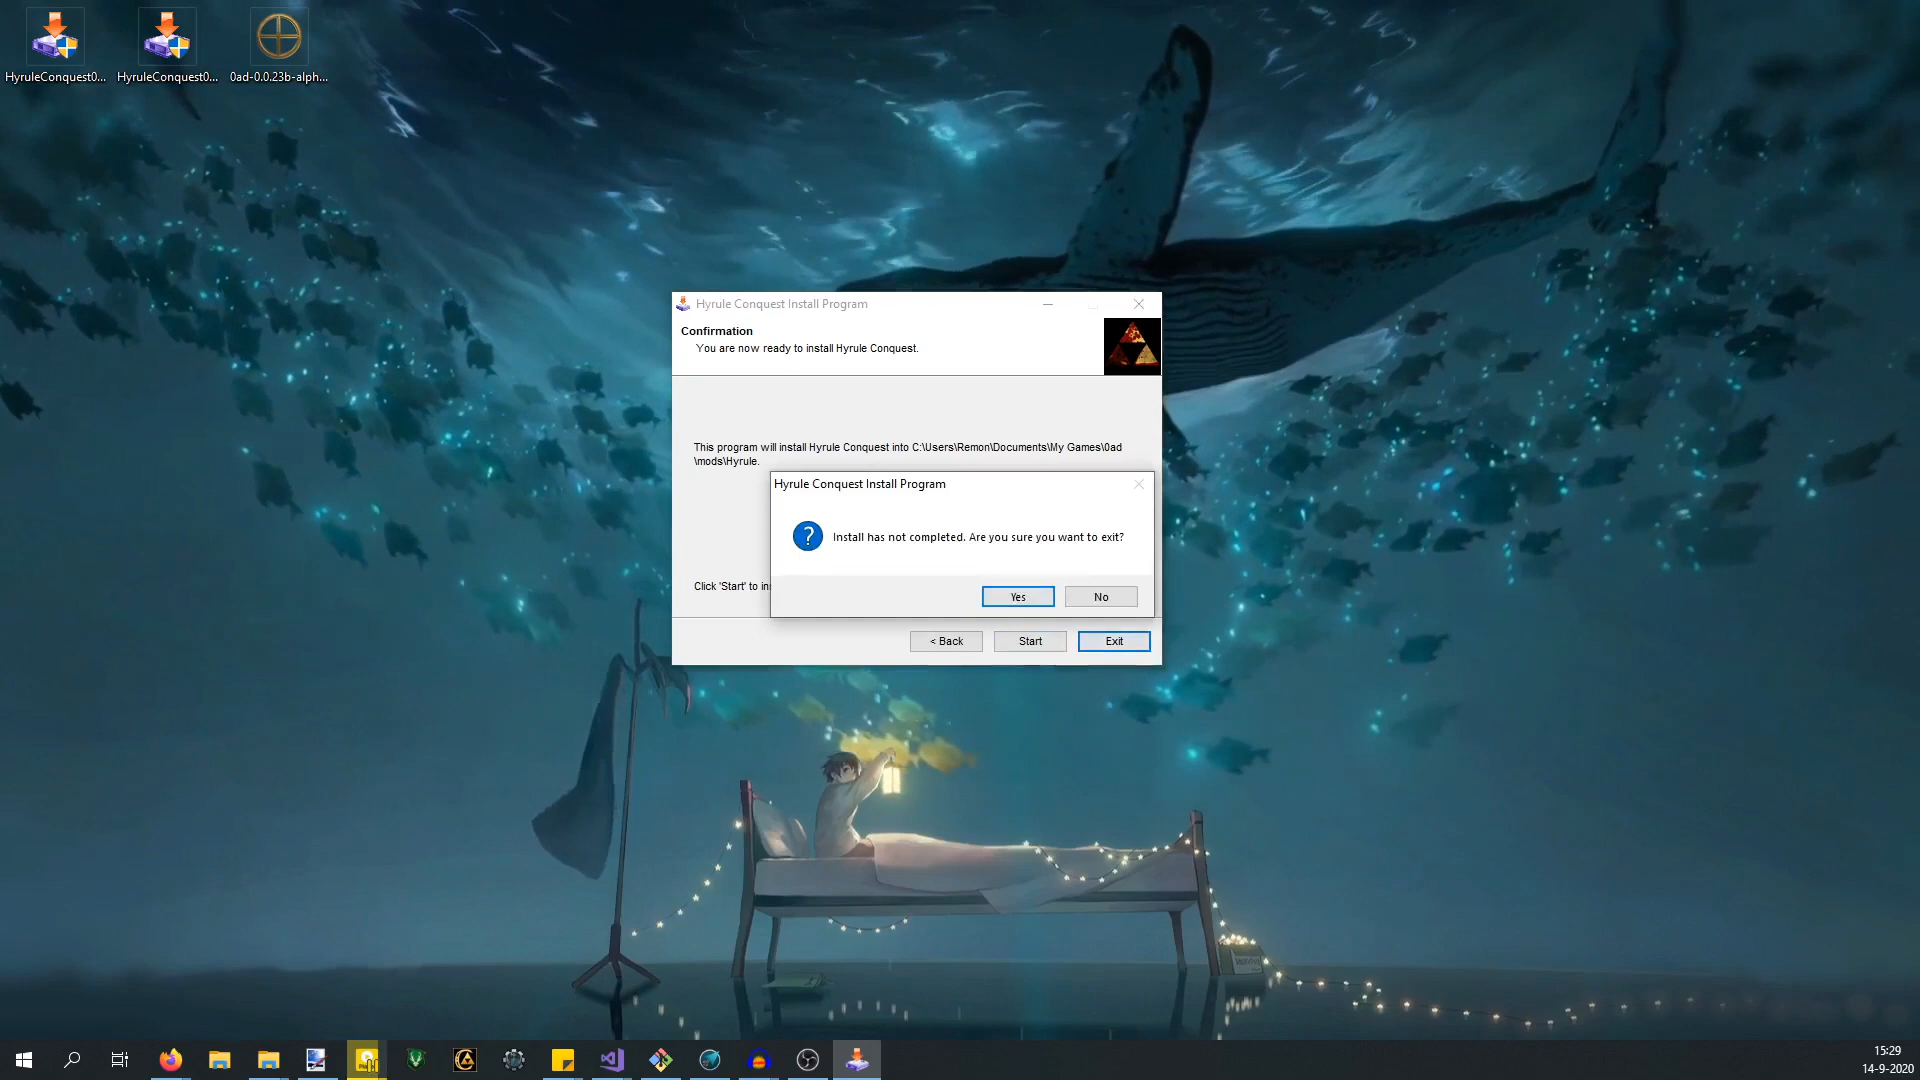 HyruleConquest0...
HyruleConquest0...
0ad-0.0.23b-alph...
Hyrule Conquest Install Program
Confirmation
You are now ready to install Hyrule Conquest.
This program will install Hyrule Conquest into C:\Users\Remon\Documents\My Games\0ad
\mods\Hyrule.
Hyrule Conquest Install Program
Install has not completed. Are you sure you want to exit?
Yes
No
Click 'Start' to in
< Back
Start
Exit
15:29
14-9-2020